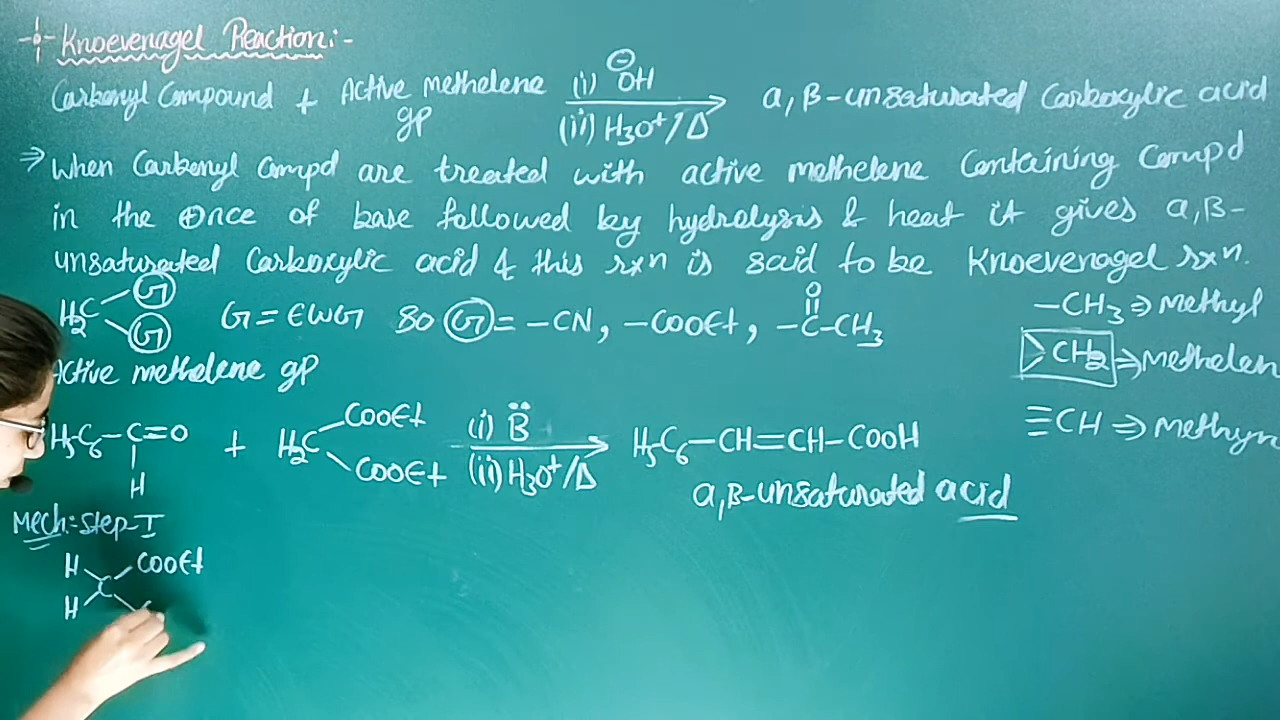 Knoevenagel Reaction:-
Carbonyl Compound + Active methelene gp (i) ⊖OH (ii) H3O+/Δ → α,β-unsaturated Carboxylic acid
⇒ When Carbonyl Compd are treated with active methelene Containing Compd
in the ⊕nce of base followed by hydrolysis & heat it gives α,β-
unsaturated Carboxylic acid & this rxn is said to be Knoevenagel rxn.
H2C G G G = EWG so G = -CN, -COOEt, -C(=O)-CH3
Active methelene gp
-CH3 ⇒ Methyl
>CH2 ⇒ Methelen
≡CH ⇒ Methyn
H5C6-C=O H + H2C COOEt COOEt (i) B̈ (ii) H3O+/Δ → H5C6-CH=CH-COOH
α,β-unsaturated acid
Mech:- Step-I
H H C COOEt